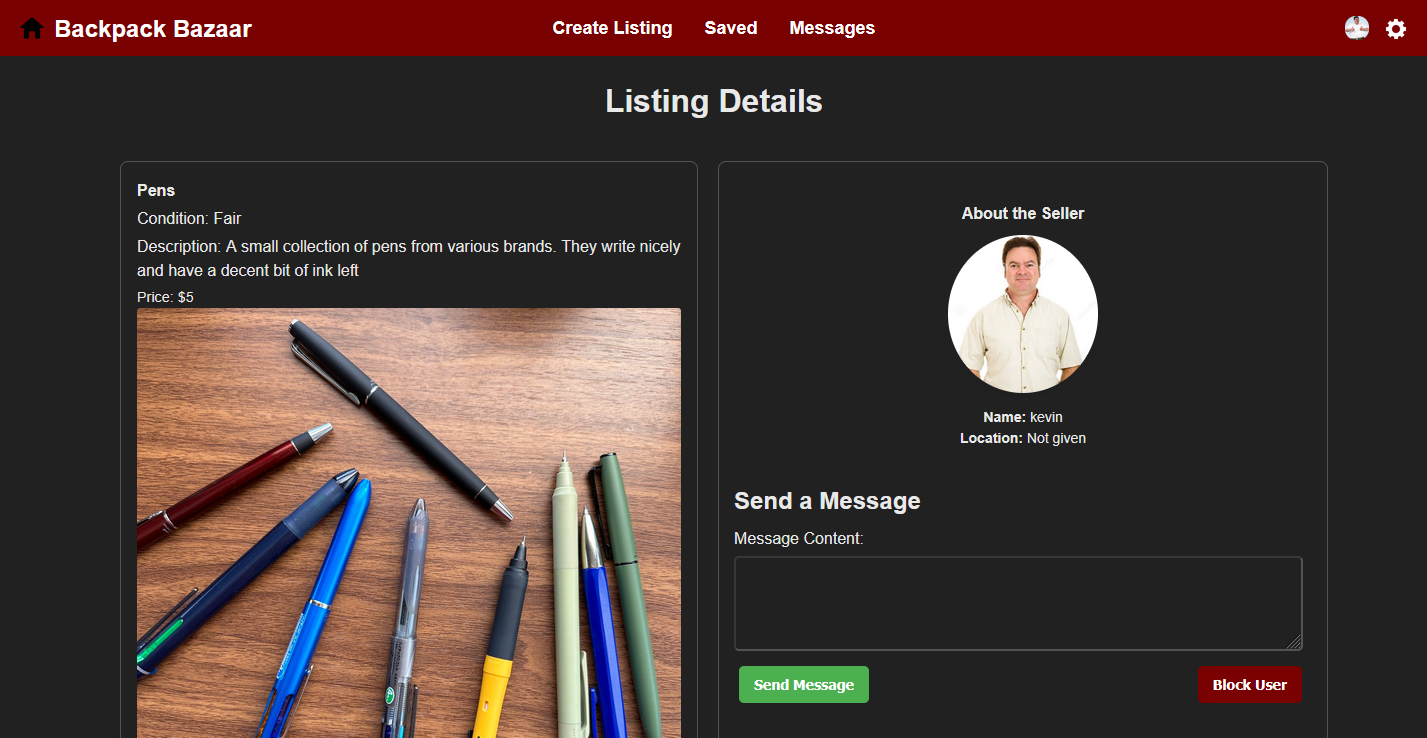 Backpack Bazaar
Create Listing
Saved
Messages
Listing Details
Pens
Condition: Fair
Description: A small collection of pens from various brands. They write nicely
and have a decent bit of ink left
Price: $5
About the Seller
Name: kevin
Location: Not given
Send a Message
Message Content:
Send Message
Block User